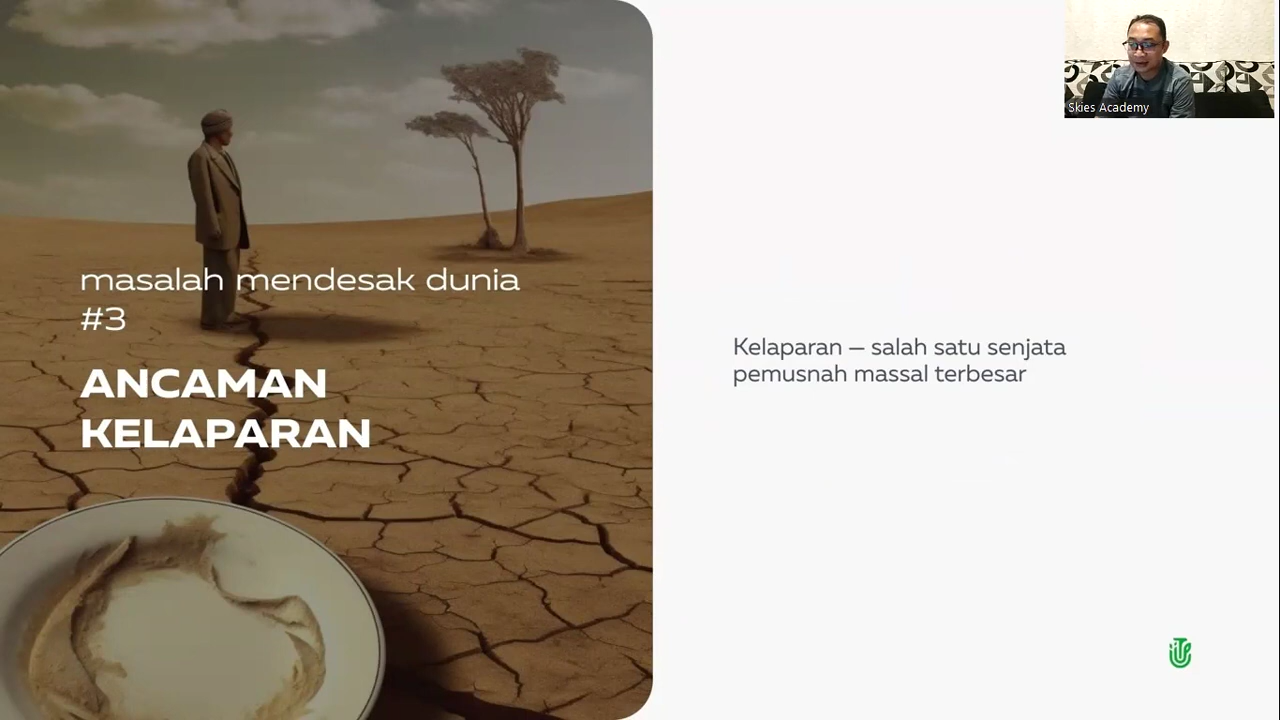 masalah mendesak dunia
#3
ANCAMAN
KELAPARAN
Kelaparan — salah satu senjata
pemusnah massal terbesar
Skies Academy